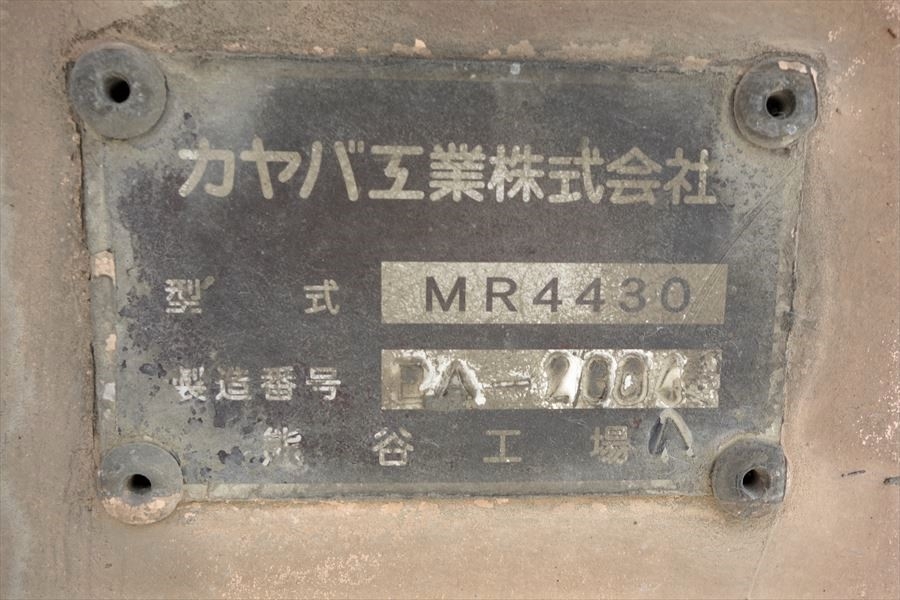 カヤバ工業株式会社
型式 MR4430
製造番号
熊谷工場